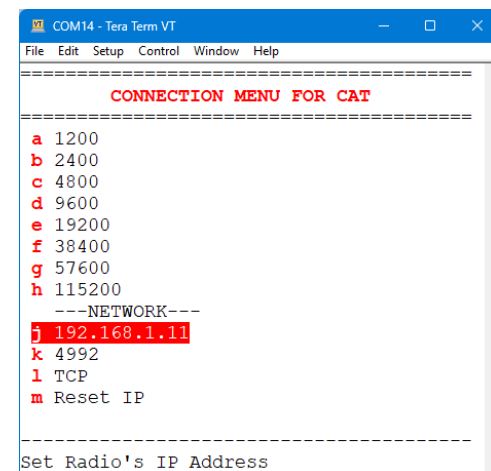 COM14 - Tera Term VT
File Edit Setup Control Window Help
========================================
CONNECTION MENU FOR CAT
========================================
a 1200
b 2400
c 4800
d 9600
e 19200
f 38400
g 57600
h 115200
---NETWORK---
j 192.168.1.11
k 4992
l TCP
m Reset IP
----------------------------------------
Set Radio's IP Address